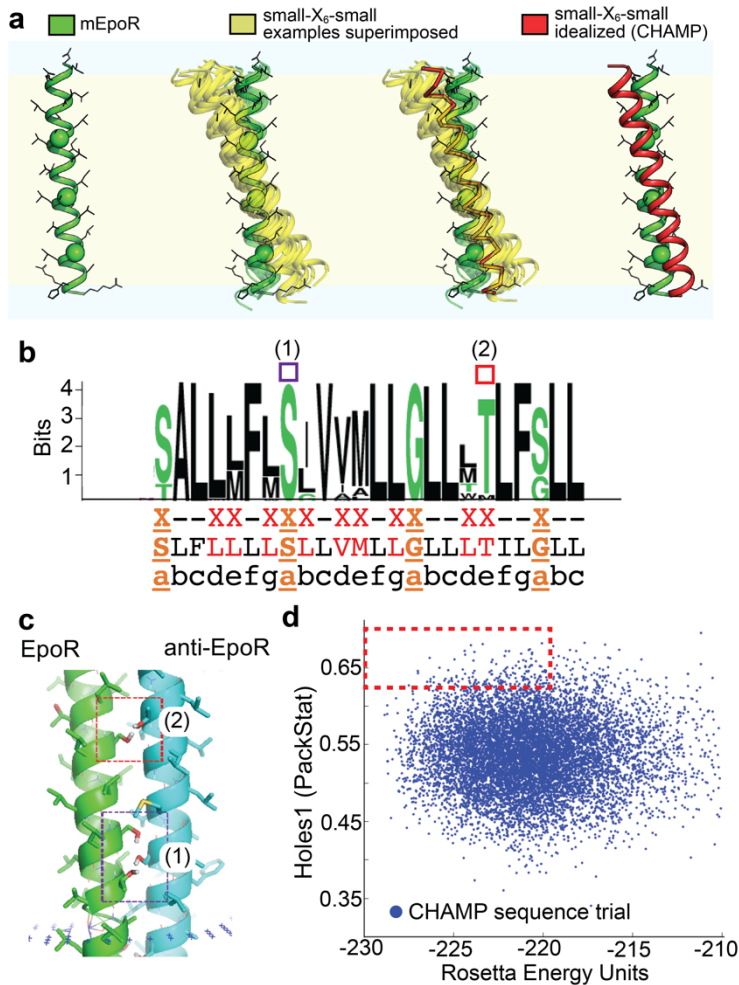 a
mEpoR
small-X₆-small
examples superimposed
small-X₆-small
idealized (CHAMP)
b
(1)
(2)
Bits
4
3
2
1
SALLLFLSIVVMLLGLLLTLFSLL
X--XX-XXX-XX-XX--XX--X--
SLFLLLLSLLVMLLGLLLTILGLL
abcdefgabcdefgabcdefgabc
c
EpoR
anti-EpoR
(2)
(1)
d
Holes1 (PackStat)
0.65
0.55
0.45
0.35
CHAMP sequence trial
-230
-225
-220
-215
-210
Rosetta Energy Units